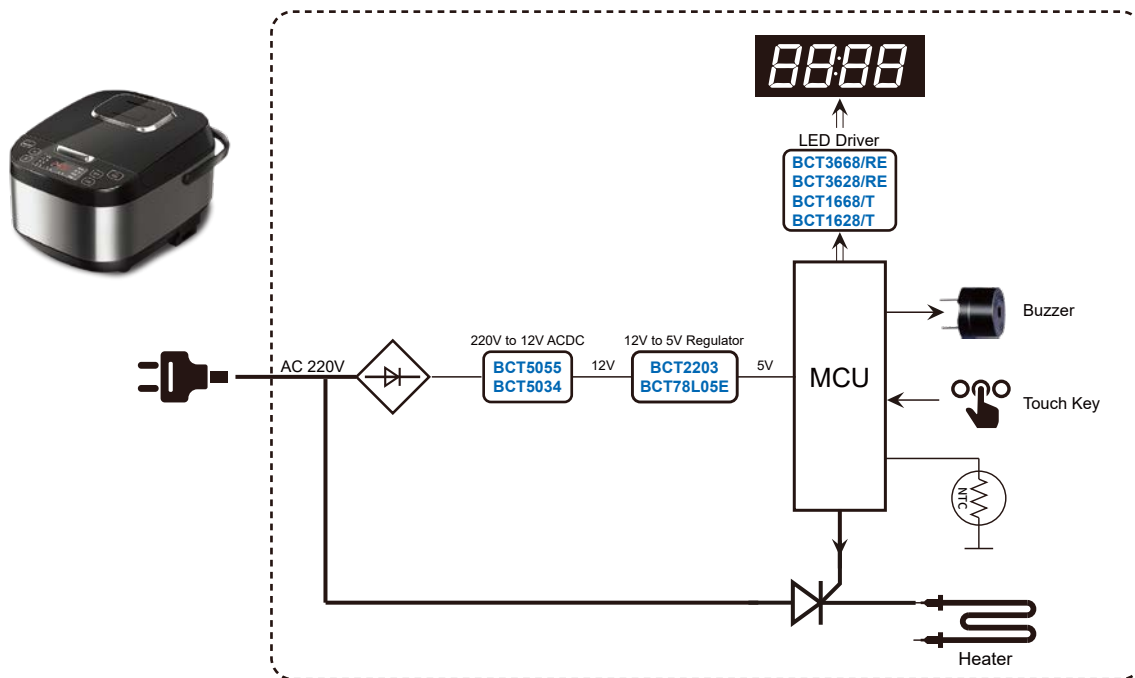 88:88
LED Driver
BCT3668/RE
BCT3628/RE
BCT1668/T
BCT1628/T
Buzzer
220V to 12V ACDC
12V to 5V Regulator
AC 220V
BCT5055
BCT5034
12V
BCT2203
BCT78L05E
5V
MCU
Touch Key
NTC
Heater